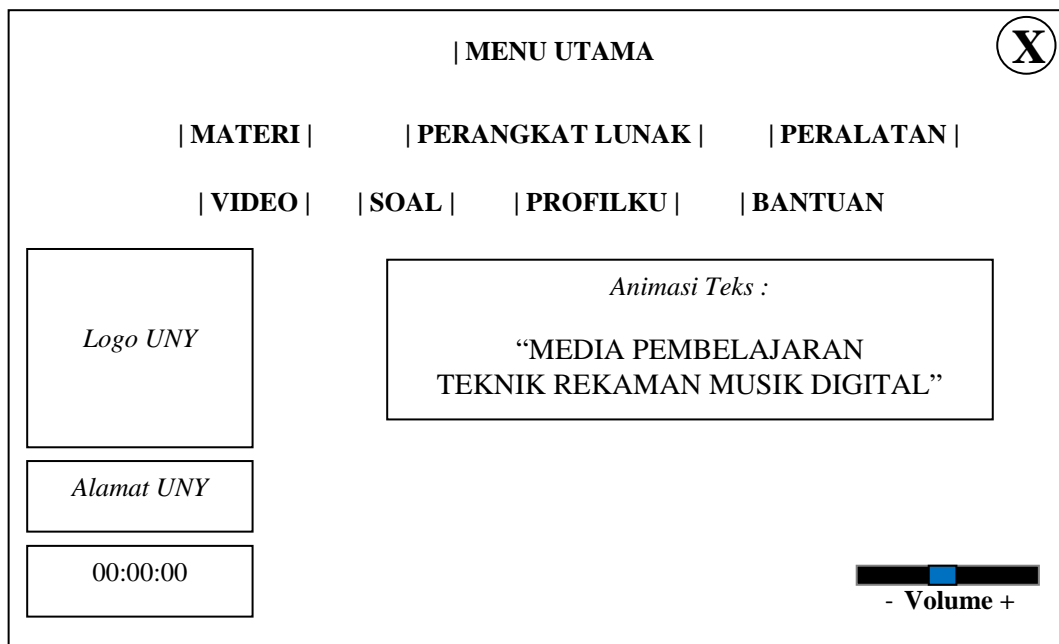 | MENU UTAMA
X
| MATERI | | PERANGKAT LUNAK | | PERALATAN |
| VIDEO | | SOAL | | PROFILKU | | BANTUAN
Logo UNY
Animasi Teks :
“MEDIA PEMBELAJARAN
TEKNIK REKAMAN MUSIK DIGITAL”
Alamat UNY
00:00:00
- Volume +